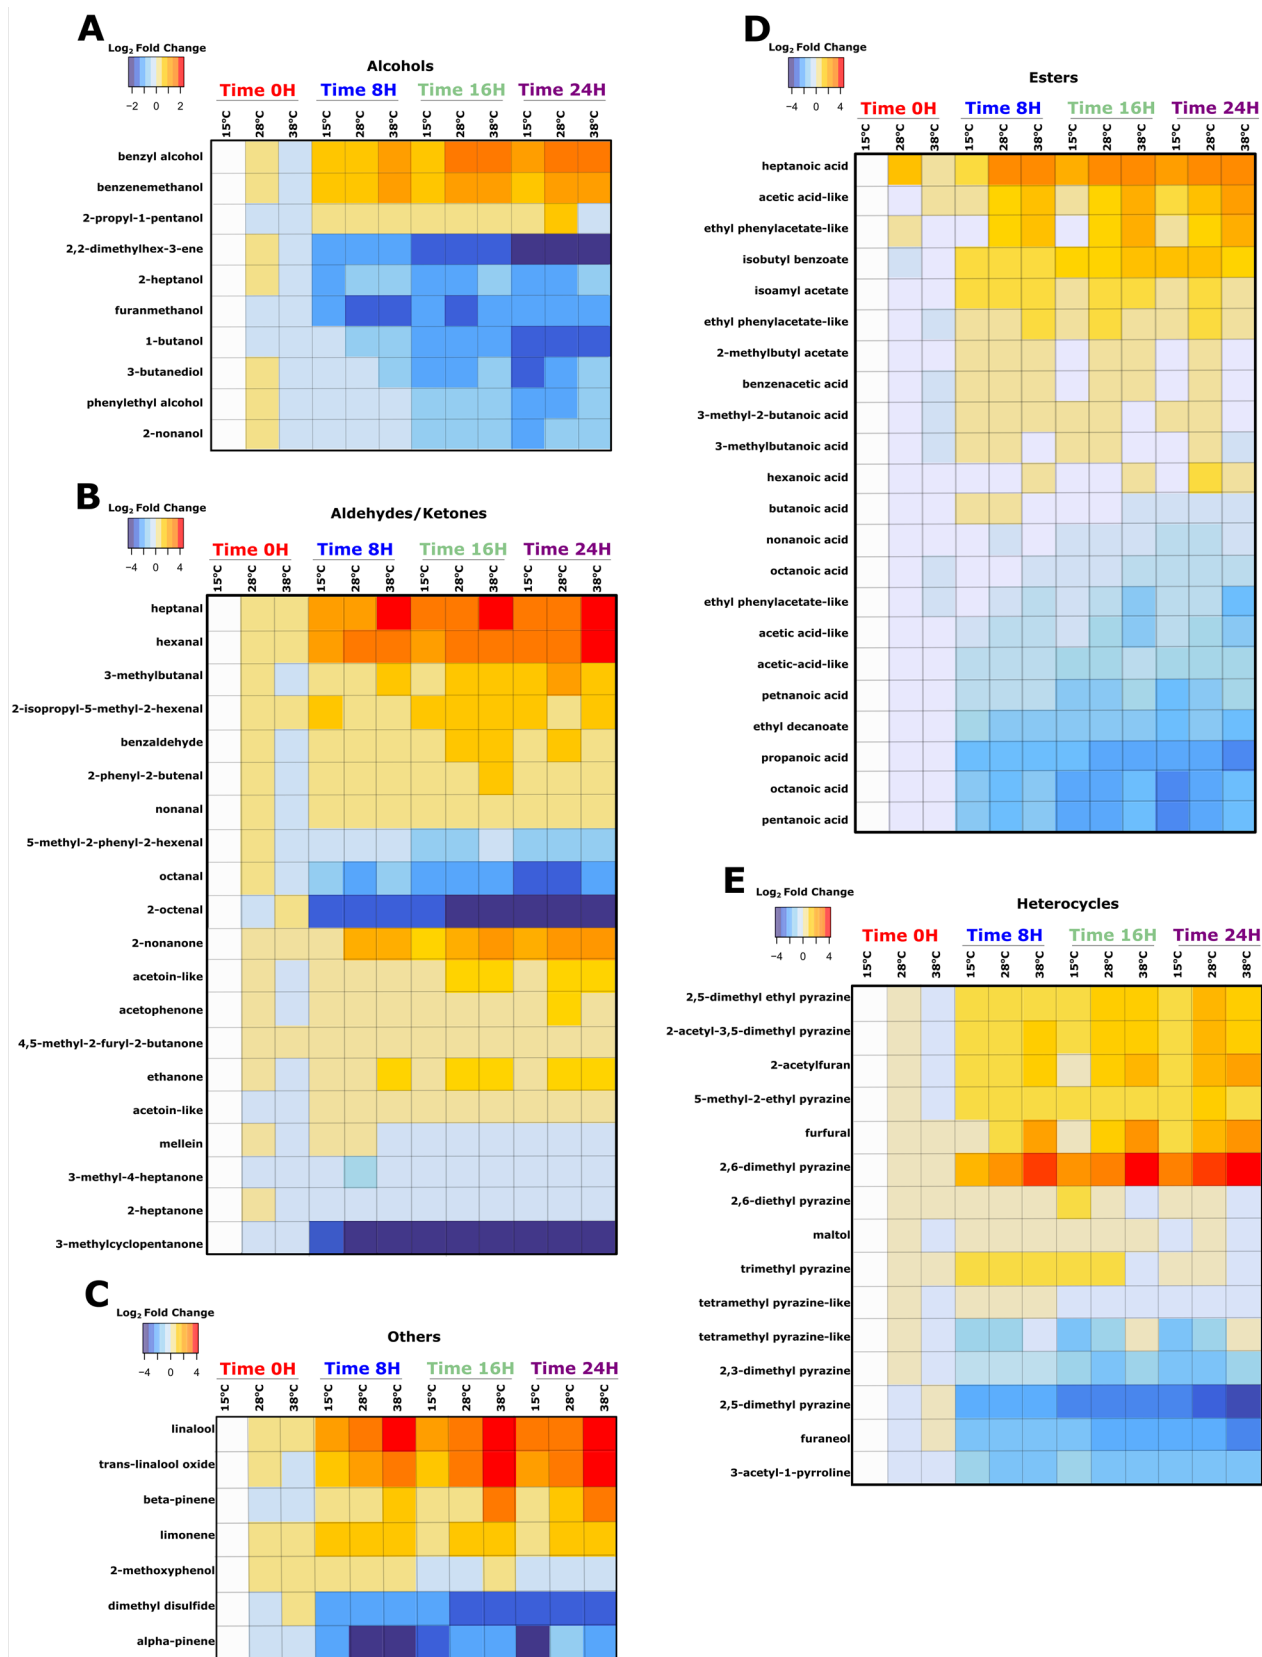 A
Log2 Fold Change
−2 0 2
Alcohols
Time 0H Time 8H Time 16H Time 24H
15°C 28°C 38°C 15°C 28°C 38°C 15°C 28°C 38°C 15°C 28°C 38°C
benzyl alcohol
benzenemethanol
2-propyl-1-pentanol
2,2-dimethylhex-3-ene
2-heptanol
furanmethanol
1-butanol
3-butanediol
phenylethyl alcohol
2-nonanol
B
Log2 Fold Change
−4 0 4
Aldehydes/Ketones
Time 0H Time 8H Time 16H Time 24H
15°C 28°C 38°C 15°C 28°C 38°C 15°C 28°C 38°C 15°C 28°C 38°C
heptanal
hexanal
3-methylbutanal
2-isopropyl-5-methyl-2-hexenal
benzaldehyde
2-phenyl-2-butenal
nonanal
5-methyl-2-phenyl-2-hexenal
octanal
2-octenal
2-nonanone
acetoin-like
acetophenone
4,5-methyl-2-furyl-2-butanone
ethanone
acetoin-like
mellein
3-methyl-4-heptanone
2-heptanone
3-methylcyclopentanone
C
Log2 Fold Change
−4 0 4
Others
Time 0H Time 8H Time 16H Time 24H
15°C 28°C 38°C 15°C 28°C 38°C 15°C 28°C 38°C 15°C 28°C 38°C
linalool
trans-linalool oxide
beta-pinene
limonene
2-methoxyphenol
dimethyl disulfide
alpha-pinene
D
Log2 Fold Change
−4 0 4
Esters
Time 0H Time 8H Time 16H Time 24H
15°C 28°C 38°C 15°C 28°C 38°C 15°C 28°C 38°C 15°C 28°C 38°C
heptanoic acid
acetic acid-like
ethyl phenylacetate-like
isobutyl benzoate
isoamyl acetate
ethyl phenylacetate-like
2-methylbutyl acetate
benzenacetic acid
3-methyl-2-butanoic acid
3-methylbutanoic acid
hexanoic acid
butanoic acid
nonanoic acid
octanoic acid
ethyl phenylacetate-like
acetic acid-like
acetic-acid-like
petnanoic acid
ethyl decanoate
propanoic acid
octanoic acid
pentanoic acid
E
Log2 Fold Change
−4 0 4
Heterocycles
Time 0H Time 8H Time 16H Time 24H
15°C 28°C 38°C 15°C 28°C 38°C 15°C 28°C 38°C 15°C 28°C 38°C
2,5-dimethyl ethyl pyrazine
2-acetyl-3,5-dimethyl pyrazine
2-acetylfuran
5-methyl-2-ethyl pyrazine
furfural
2,6-dimethyl pyrazine
2,6-diethyl pyrazine
maltol
trimethyl pyrazine
tetramethyl pyrazine-like
tetramethyl pyrazine-like
2,3-dimethyl pyrazine
2,5-dimethyl pyrazine
furaneol
3-acetyl-1-pyrroline